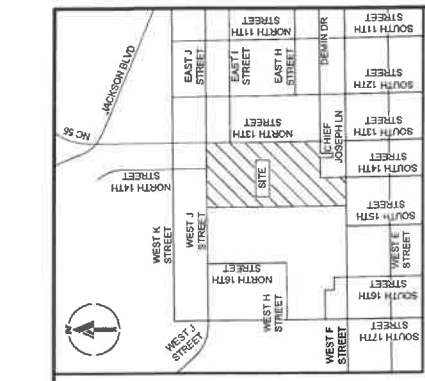 SOUTH 11TH
STREET
SOUTH 12TH
STREET
SOUTH 13TH
STREET
SOUTH 14TH
STREET
SOUTH 15TH
STREET
SOUTH 16TH
STREET
SOUTH 17TH
STREET
NORTH 11TH
STREET
NORTH 13TH
STREET
NORTH 14TH
STREET
NORTH 16TH
STREET
JACKSON BLVD
NC 56
EAST J
STREET
EAST I
STREET
EAST H
STREET
DEMIN DR
CHIEF
JOSEPH LN
SITE
WEST K
STREET
WEST J
STREET
WEST J
STREET
WEST H
STREET
WEST F
STREET
WEST E
STREET
N